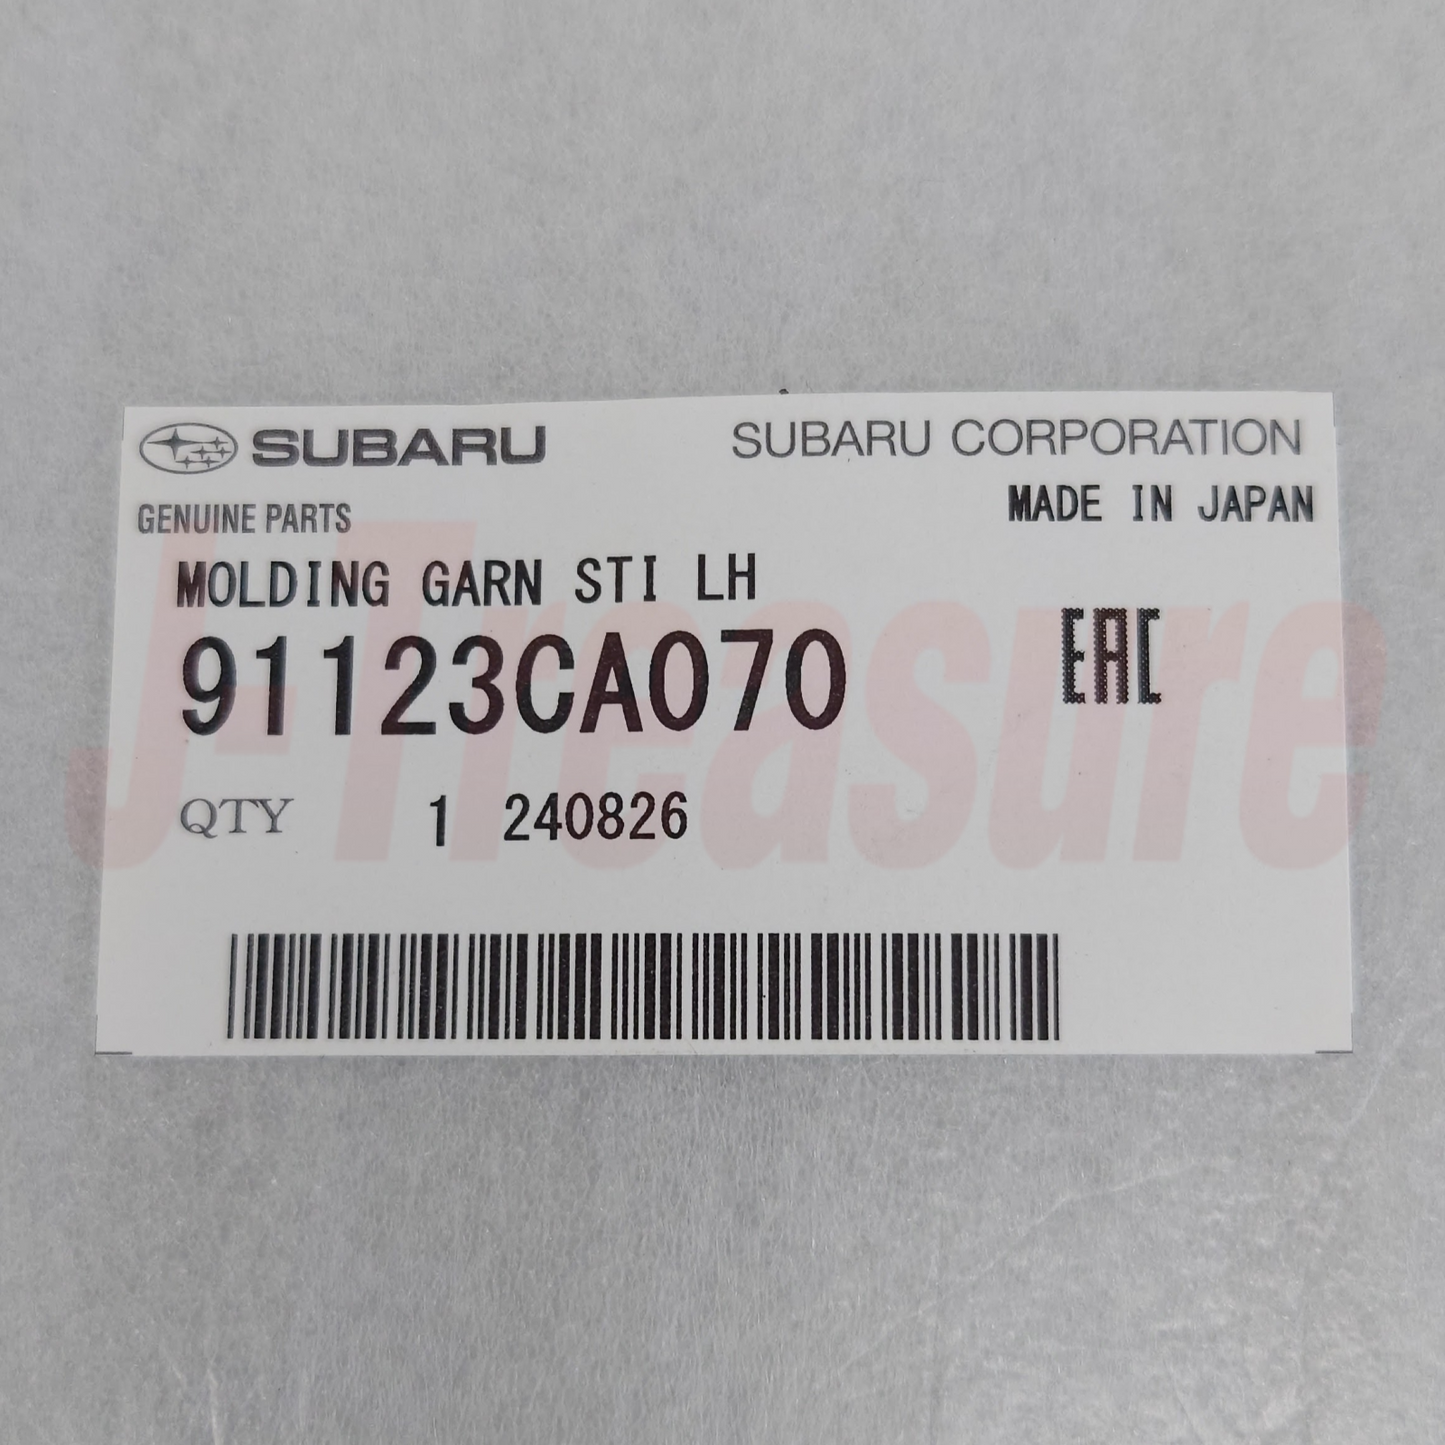 SUBARU
SUBARU CORPORATION
GENUINE PARTS
MADE IN JAPAN
MOLDING GARN STI LH
91123CA070
EAC
QTY 1 240826
J-Treasure